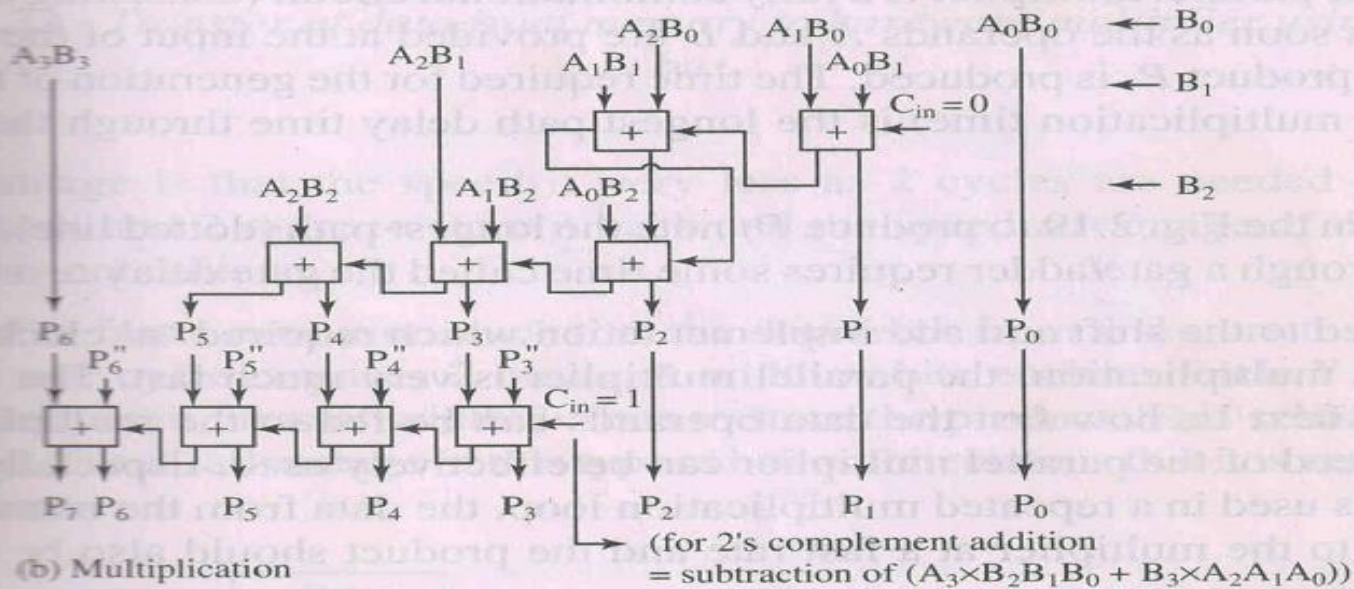 A₂B₀ A₁B₀ A₀B₀ B₀
A₃B₃ A₂B₁ A₁B₁ A₀B₁
B₁
+ + Cin=0
A₂B₂ A₁B₂ A₀B₂ B₂
+ + +
P₆ P₅ P₄ P₃ P₂ P₁ P₀
P₆" P₅" P₄" P₃"
Cin=1
+ + + +
P₇ P₆ P₅ P₄ P₃ P₂ P₁ P₀
(for 2's complement addition
(b) Multiplication = subtraction of (A₃×B₂B₁B₀ + B₃×A₂A₁A₀))